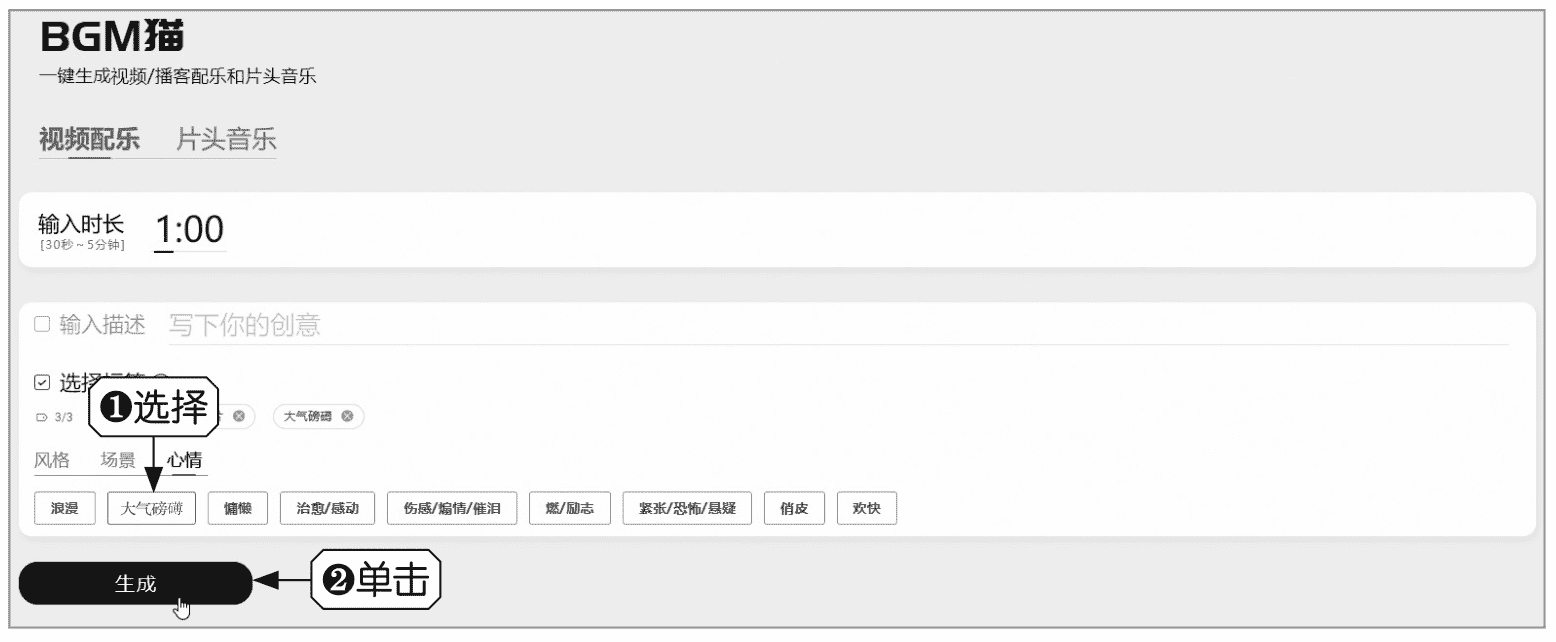 BGM猫
一键生成视频/播客配乐和片头音乐
视频配乐 片头音乐
输入时长 1:00
[30秒~5分钟]
输入描述 写下你的创意
选择
❶选择
3/3 大气磅礴
风格 场景 心情
浪漫 大气磅礴 慵懒 治愈/感动 伤感/煽情/催泪 燃/励志 紧张/恐怖/悬疑 俏皮 欢快
生成 ❷单击